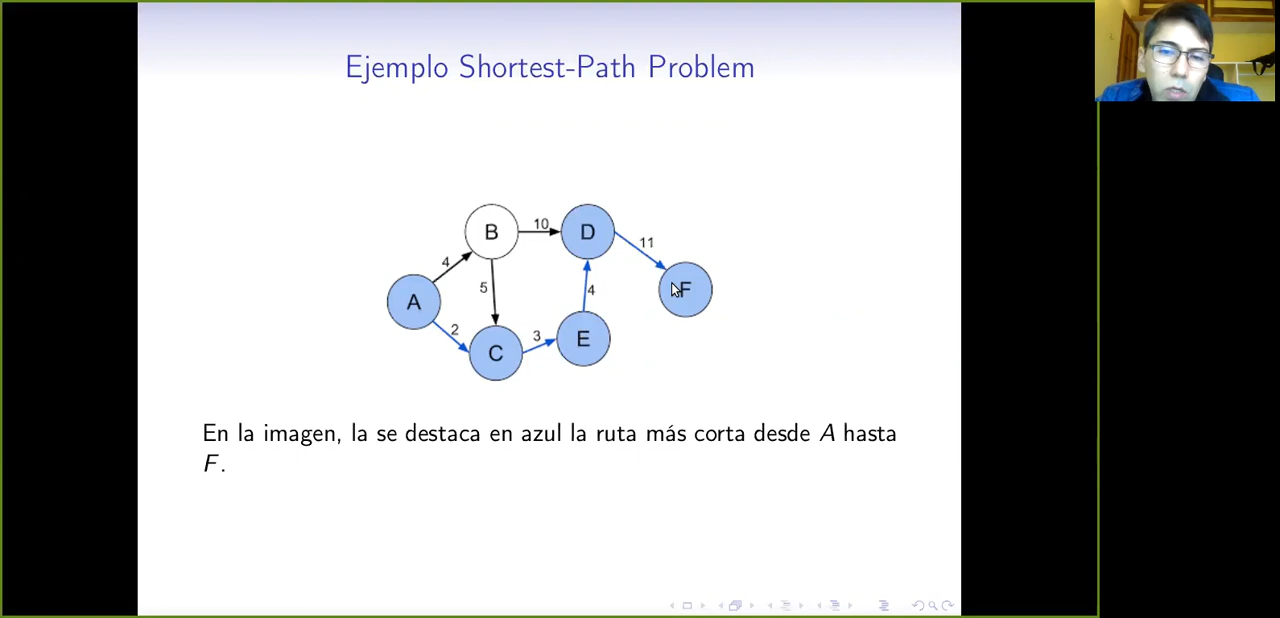 Ejemplo Shortest-Path Problem
B
10
D
11
4
F
5
4
A
2
3
E
C
En la imagen, la se destaca en azul la ruta más corta desde A hasta
F.